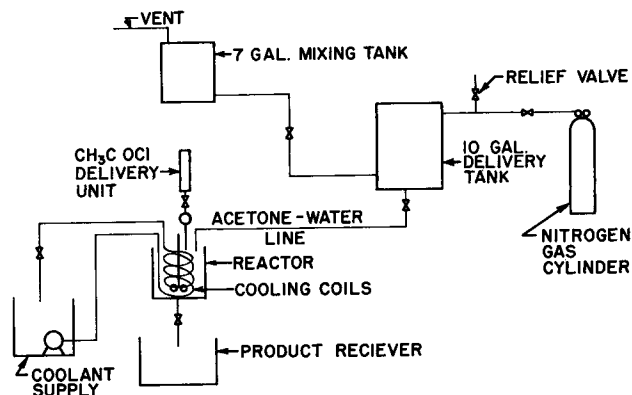 VENT
7 GAL. MIXING TANK
RELIEF VALVE
10 GAL.
DELIVERY
TANK
CH₃C OCl
DELIVERY
UNIT
ACETONE-WATER
LINE
REACTOR
COOLING COILS
NITROGEN
GAS
CYLINDER
PRODUCT RECIEVER
COOLANT
SUPPLY